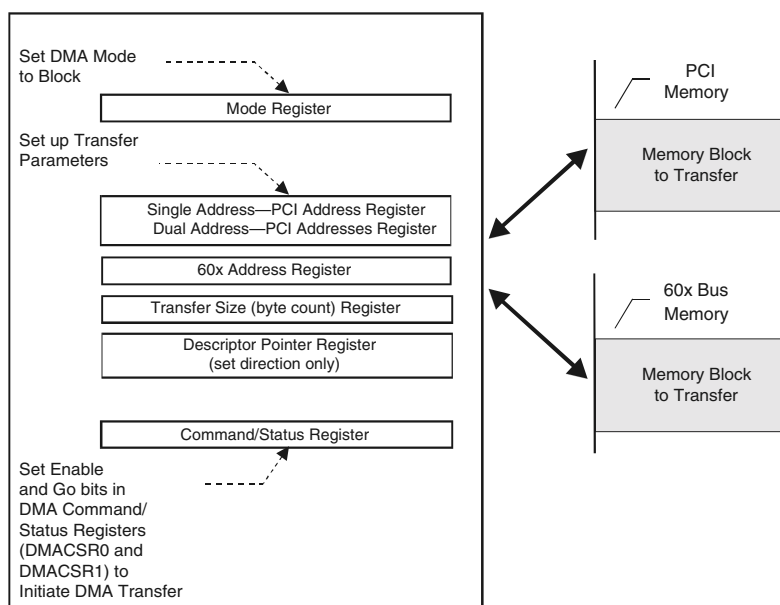 Set DMA Mode
to Block
Mode Register
Set up Transfer
Parameters
Single Address—PCI Address Register
Dual Address—PCI Addresses Register
60x Address Register
Transfer Size (byte count) Register
Descriptor Pointer Register
(set direction only)
Command/Status Register
Set Enable
and Go bits in
DMA Command/
Status Registers
(DMACSR0 and
DMACSR1) to
Initiate DMA Transfer
PCI
Memory
Memory Block
to Transfer
60x Bus
Memory
Memory Block
to Transfer